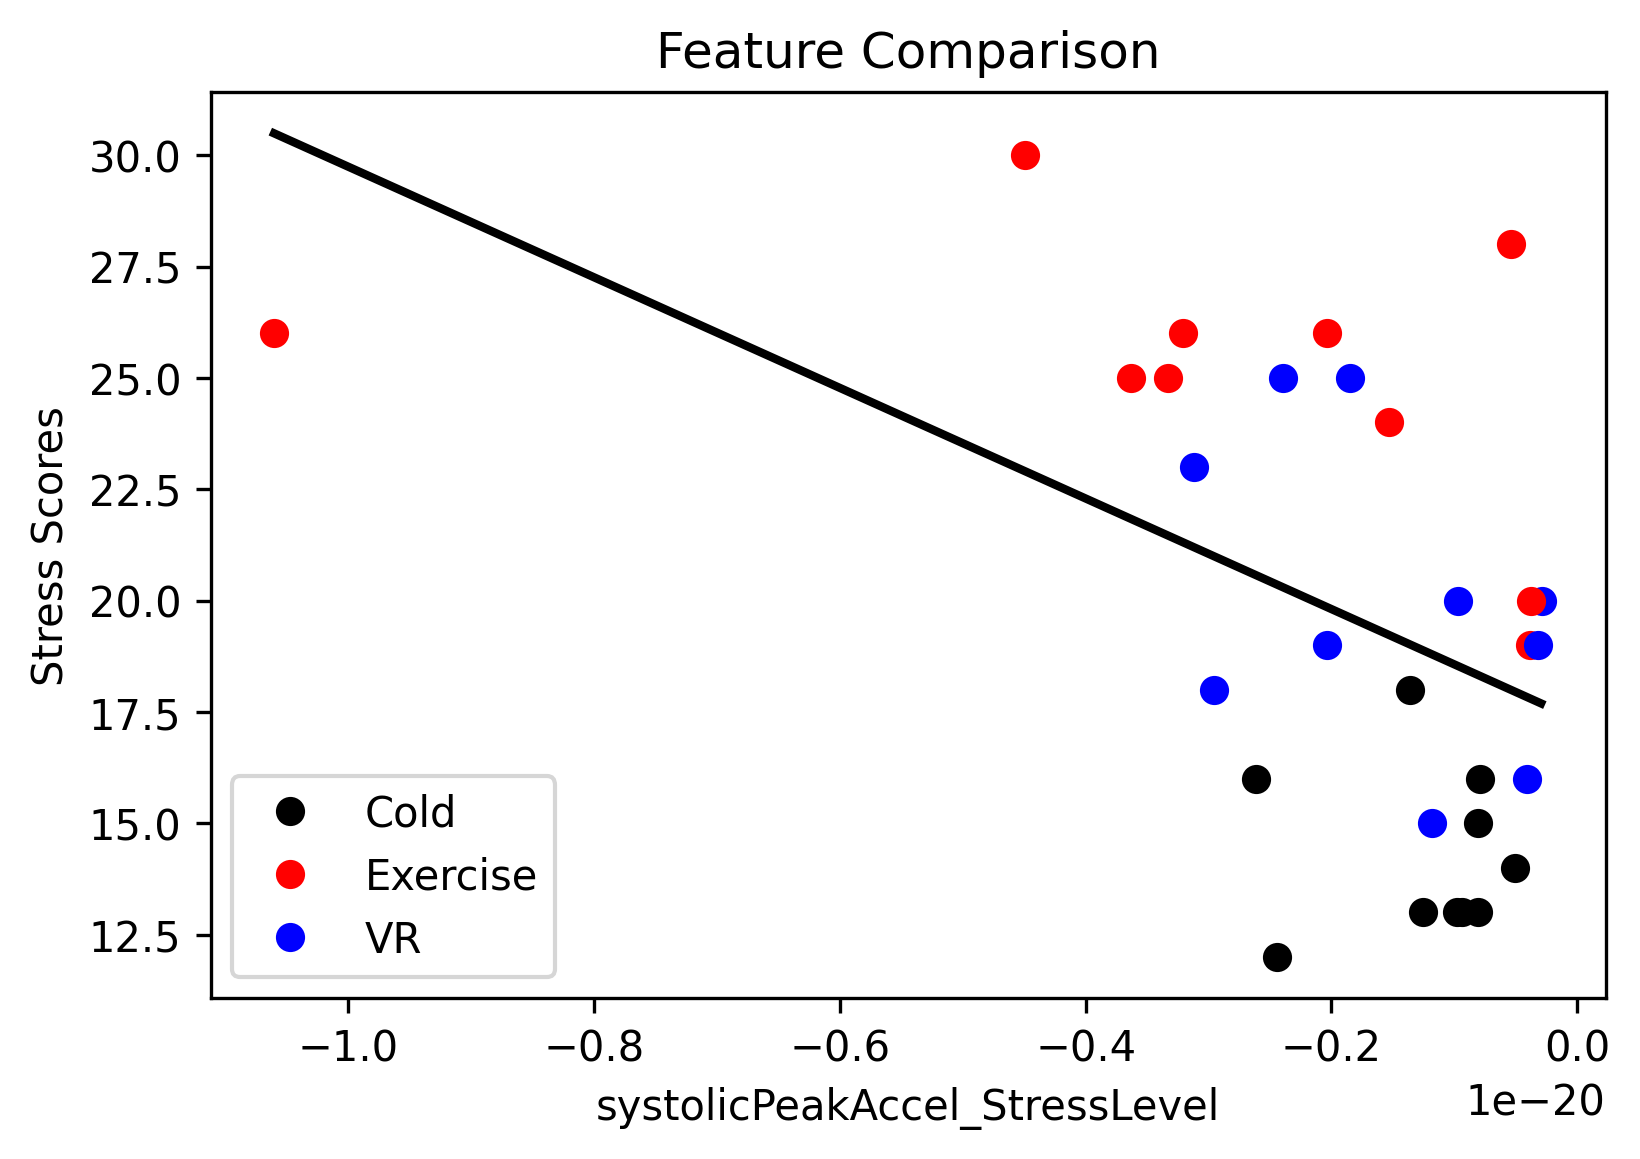 Feature Comparison
30.0
27.5
25.0
22.5
20.0
17.5
15.0
12.5
Stress Scores
Cold
Exercise
VR
−1.0 −0.8 −0.6 −0.4 −0.2 0.0
1e−20
systolicPeakAccel_StressLevel